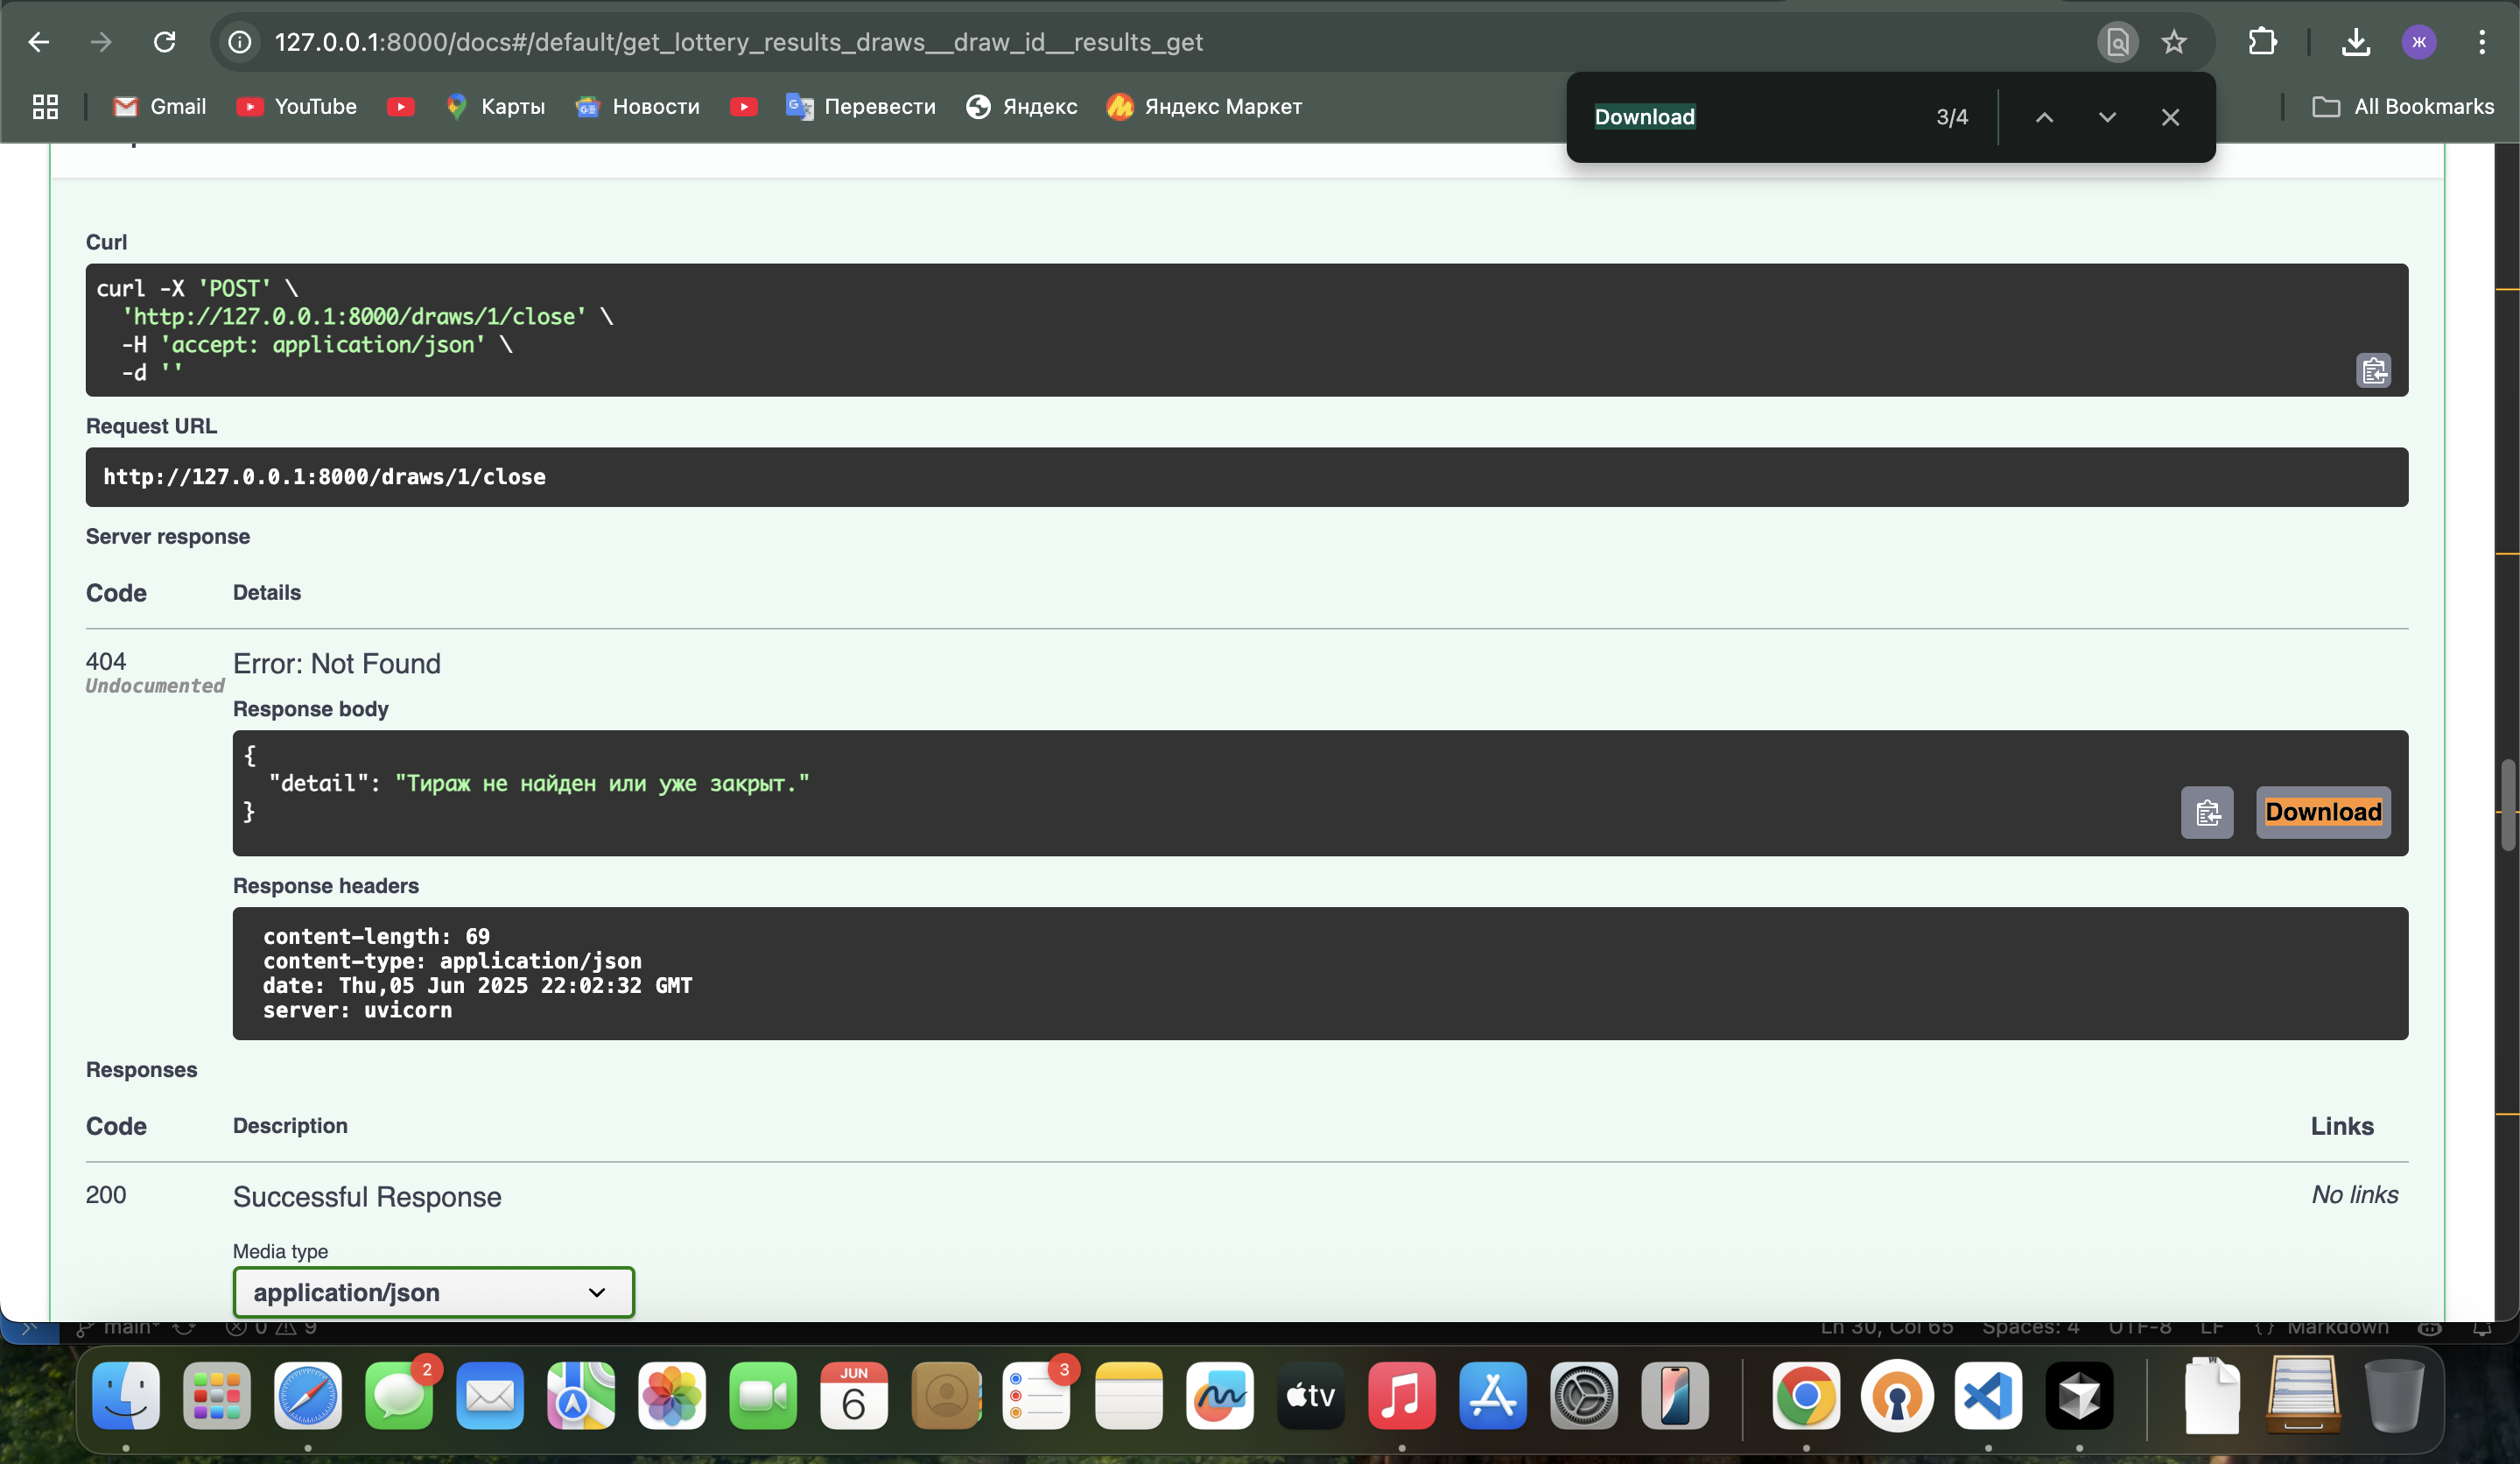 127.0.0.1:8000/docs#/default/get_lottery_results_draws__draw_id__results_get
ж
Gmail
YouTube
Карты
Новости
Перевести
Яндекс
Яндекс Маркет
All Bookmarks
Download
3/4
Curl
curl -X 'POST' \
'http://127.0.0.1:8000/draws/1/close' \
-H 'accept: application/json' \
-d ''
Request URL
http://127.0.0.1:8000/draws/1/close
Server response
Code Details
404 Error: Not Found
Undocumented
Response body
{
"detail": "Тираж не найден или уже закрыт."
}
Download
Response headers
content-length: 69
content-type: application/json
date: Thu,05 Jun 2025 22:02:32 GMT
server: uvicorn
Responses
Code Description Links
200 Successful Response No links
Media type
application/json
main* 0 9 Ln 30, Col 65 Spaces: 4 UTF-8 LF {} Markdown
2
JUN
6
3
tv